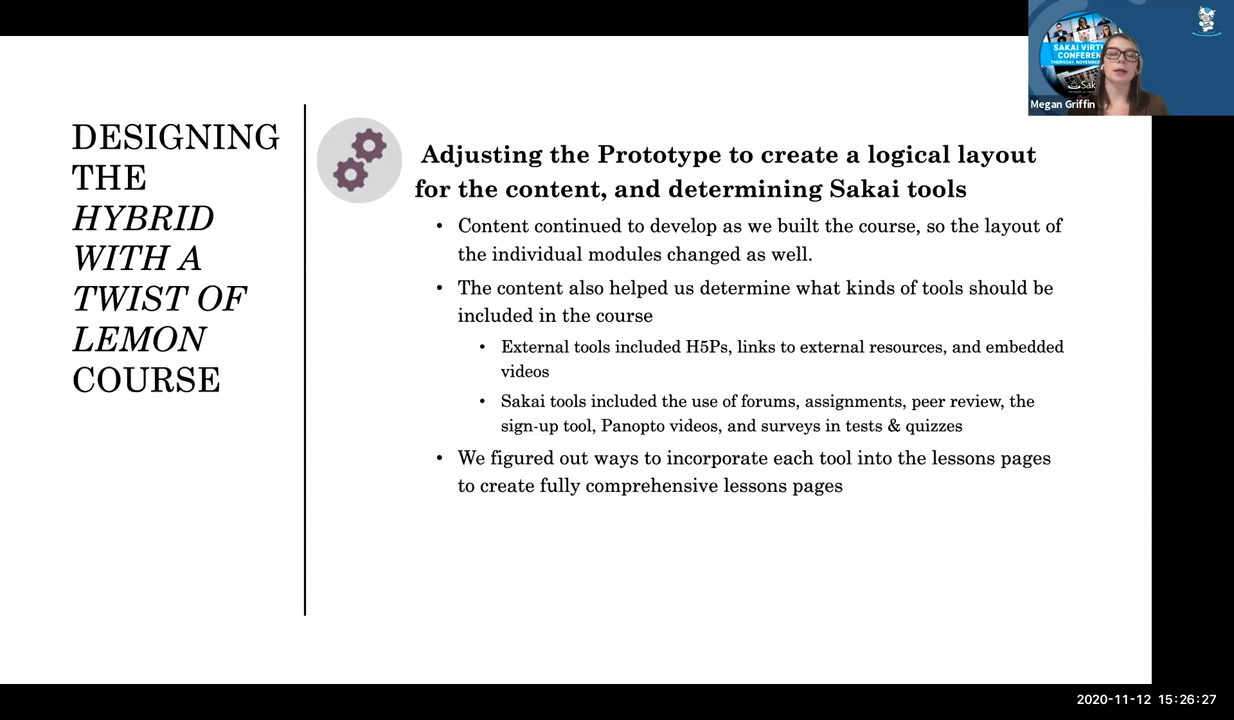 DESIGNING
THE
HYBRID
WITH A
TWIST OF
LEMON
COURSE
Adjusting the Prototype to create a logical layout
for the content, and determining Sakai tools
• Content continued to develop as we built the course, so the layout of
the individual modules changed as well.
• The content also helped us determine what kinds of tools should be
included in the course
• External tools included H5Ps, links to external resources, and embedded
videos
• Sakai tools included the use of forums, assignments, peer review, the
sign-up tool, Panopto videos, and surveys in tests & quizzes
• We figured out ways to incorporate each tool into the lessons pages
to create fully comprehensive lessons pages
SAKAI
Megan Griffin
2020-11-12 15:26:27